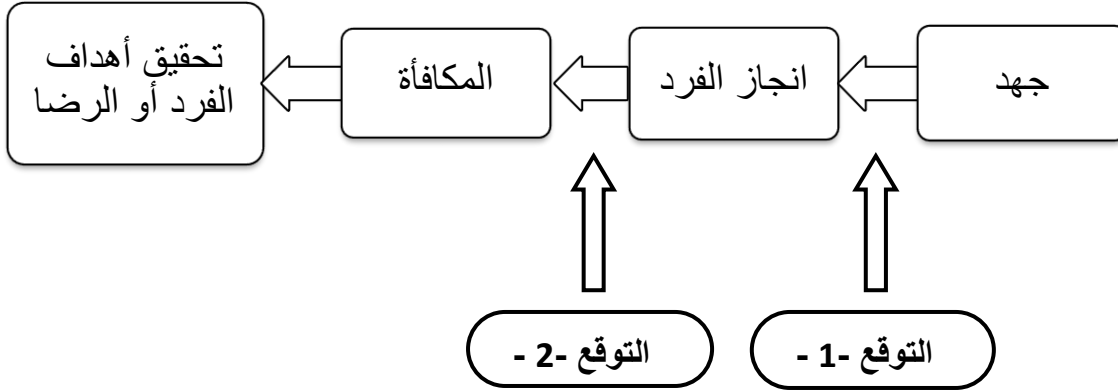 جهد
انجاز الفرد
المكافأة
تحقيق أهداف
الفرد أو الرضا
التوقع -1 -
التوقع -2 -